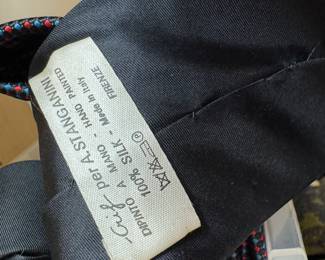 per A. STANGANINI
DIPINTO A MANO - HAND PAINTED
100% SILK - Made in Italy
FIRENZE
P